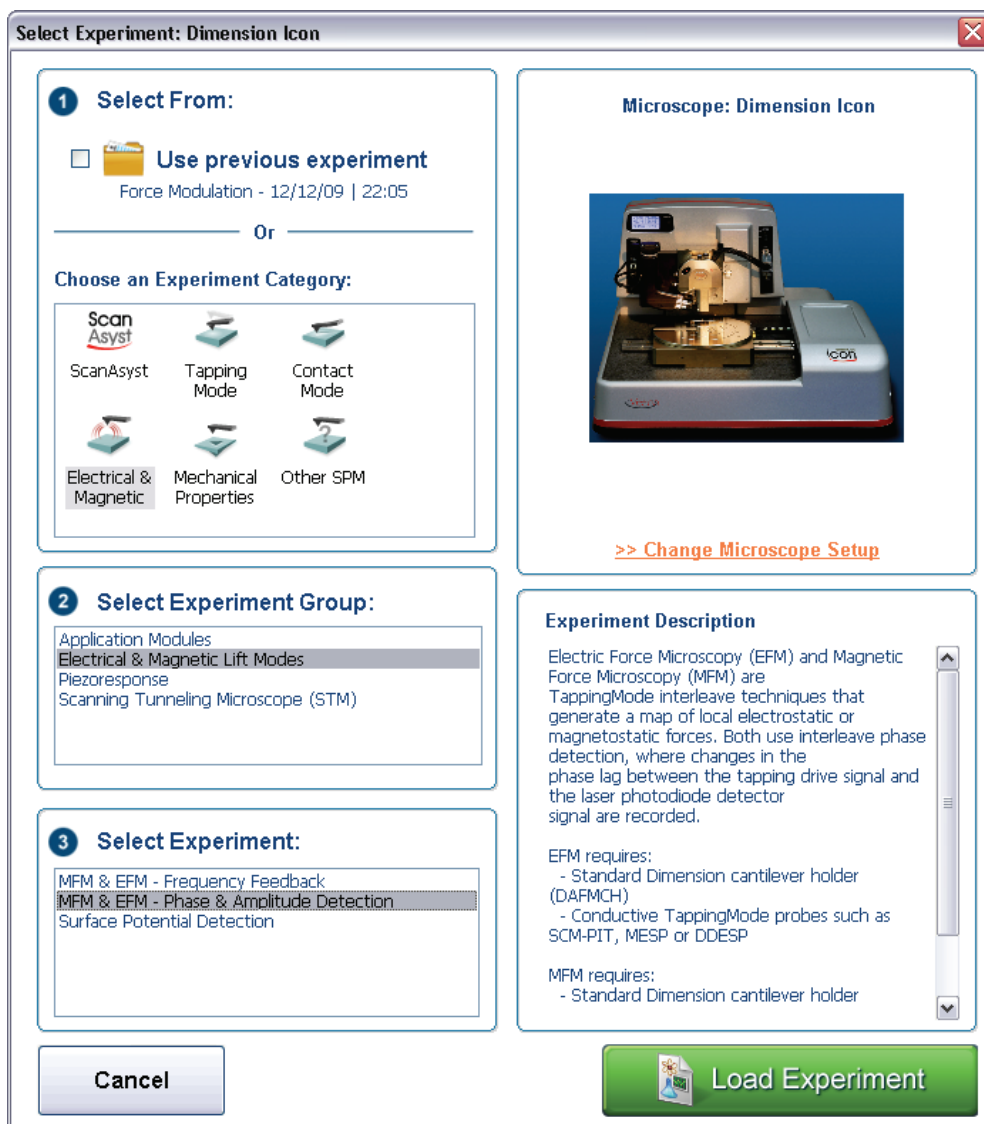 Select Experiment: Dimension Icon
1 Select From:
Use previous experiment
Force Modulation - 12/12/09 | 22:05
Or
Choose an Experiment Category:
Scan
Asyst
ScanAsyst
Tapping
Mode
Contact
Mode
Electrical &
Magnetic
Mechanical
Properties
?
Other SPM
2 Select Experiment Group:
Application Modules
Electrical & Magnetic Lift Modes
Piezoresponse
Scanning Tunneling Microscope (STM)
3 Select Experiment:
MFM & EFM - Frequency Feedback
MFM & EFM - Phase & Amplitude Detection
Surface Potential Detection
Cancel
Microscope: Dimension Icon
icon
>> Change Microscope Setup
Experiment Description
Electric Force Microscopy (EFM) and Magnetic
Force Microscopy (MFM) are
TappingMode interleave techniques that
generate a map of local electrostatic or
magnetostatic forces. Both use interleave phase
detection, where changes in the
phase lag between the tapping drive signal and
the laser photodiode detector
signal are recorded.
EFM requires:
- Standard Dimension cantilever holder
(DAFMCH)
- Conductive TappingMode probes such as
SCM-PIT, MESP or DDESP
MFM requires:
- Standard Dimension cantilever holder
Load Experiment